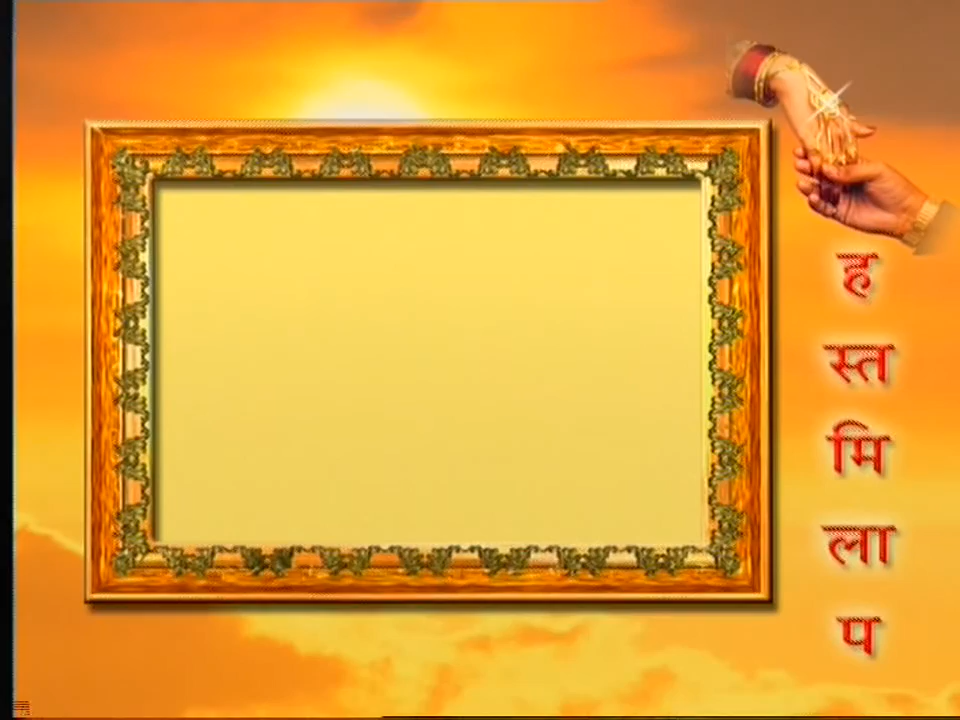 ह
स्त
मि
ला
प